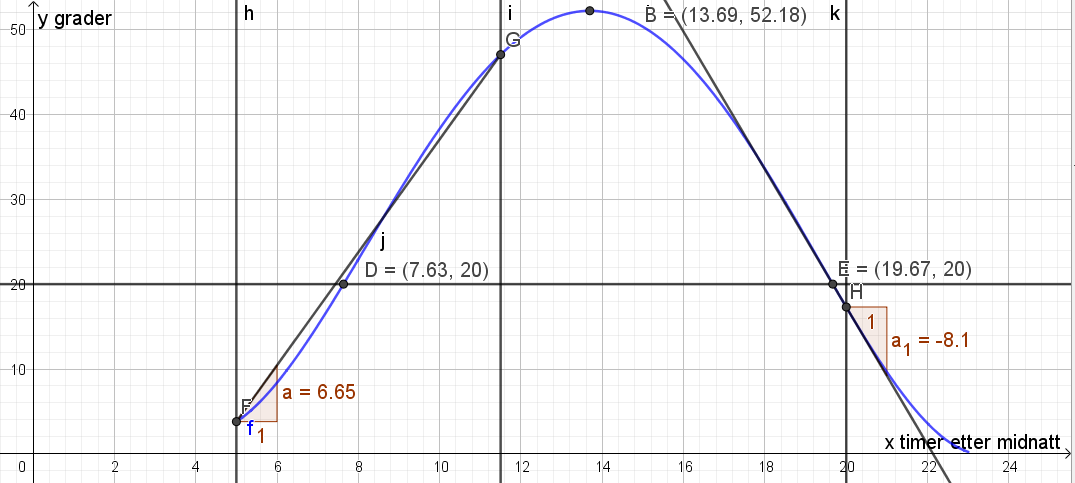 y grader
h
i
B = (13.69, 52.18)
k
50
G
40
30
j
D = (7.63, 20)
E = (19.67, 20)
20
H
1
a1 = -8.1
10
F
a = 6.65
f
1
x timer etter midnatt
0
2
4
6
8
10
12
14
16
18
20
22
24